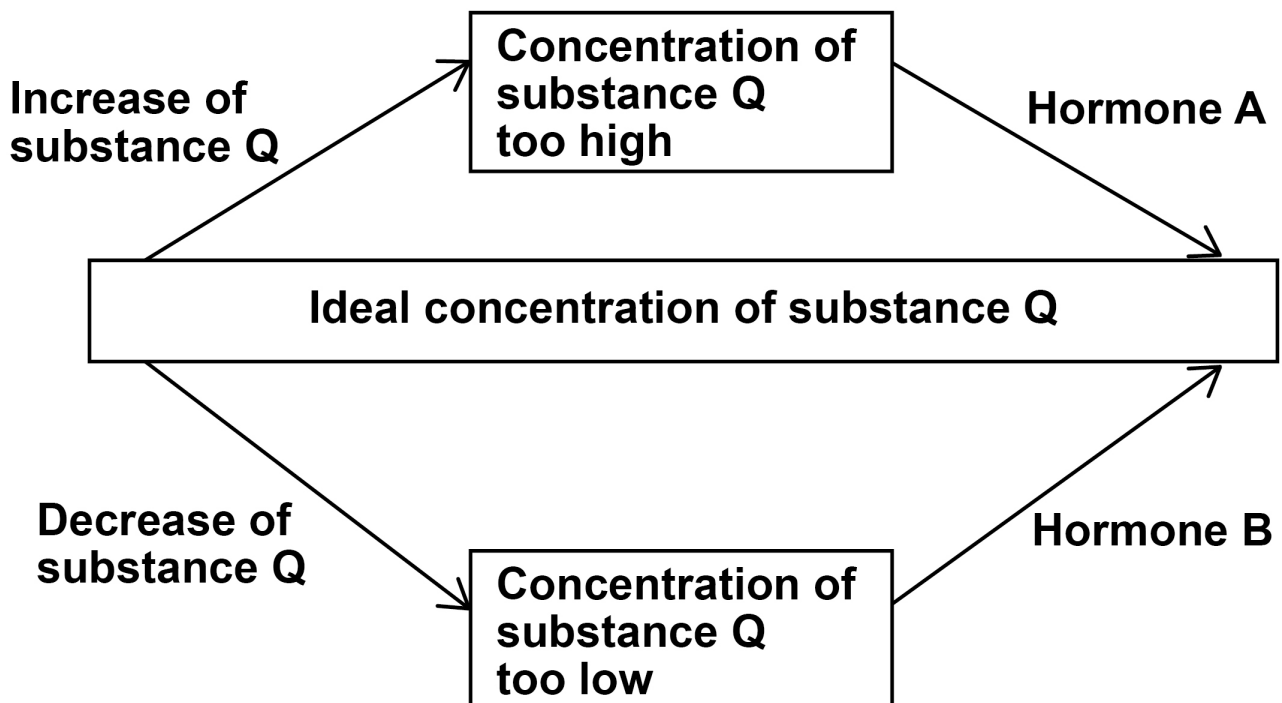 Concentration of
substance Q
too high
Increase of
substance Q
Hormone A
Ideal concentration of substance Q
Decrease of
substance Q
Hormone B
Concentration of
substance Q
too low